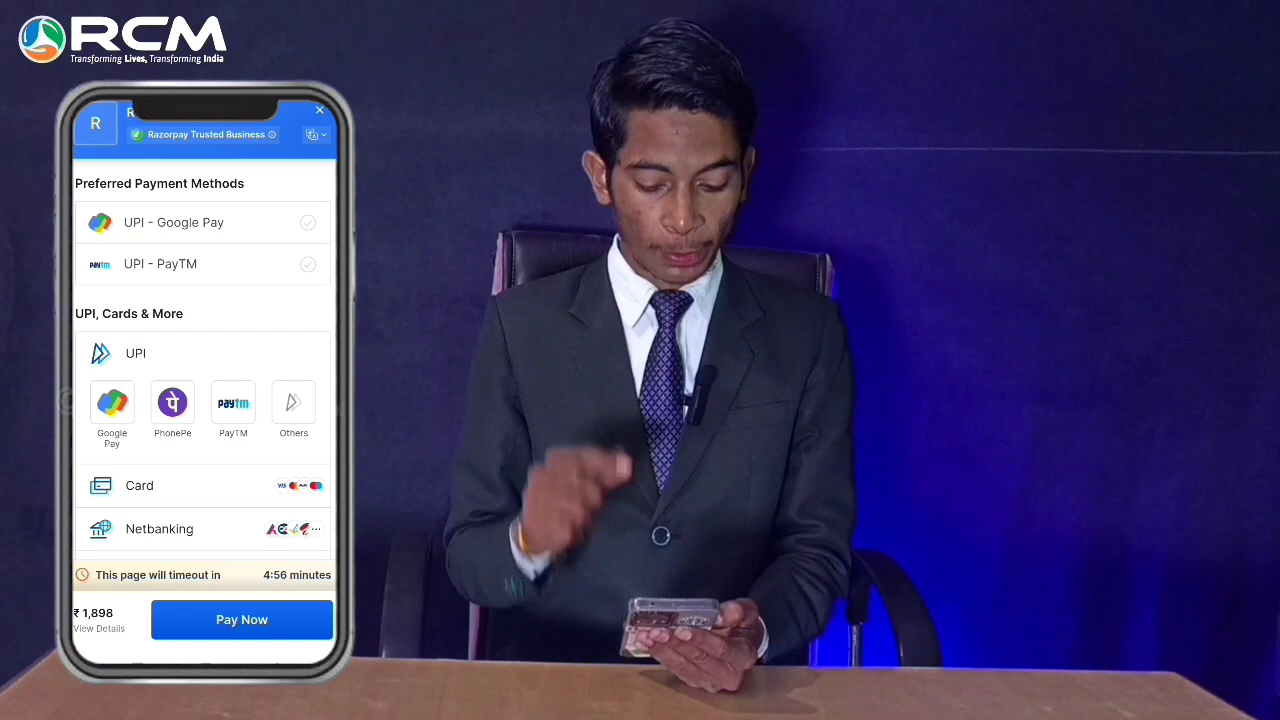 RCM
Transforming Lives, Transforming India
R
R
Razorpay Trusted Business
Preferred Payment Methods
UPI - Google Pay
UPI - PayTM
UPI, Cards & More
UPI
पे
paytm
Google Pay
PhonePe
PayTM
Others
Card
VISA
Netbanking
This page will timeout in 4:56 minutes
₹ 1,898
View Details
Pay Now